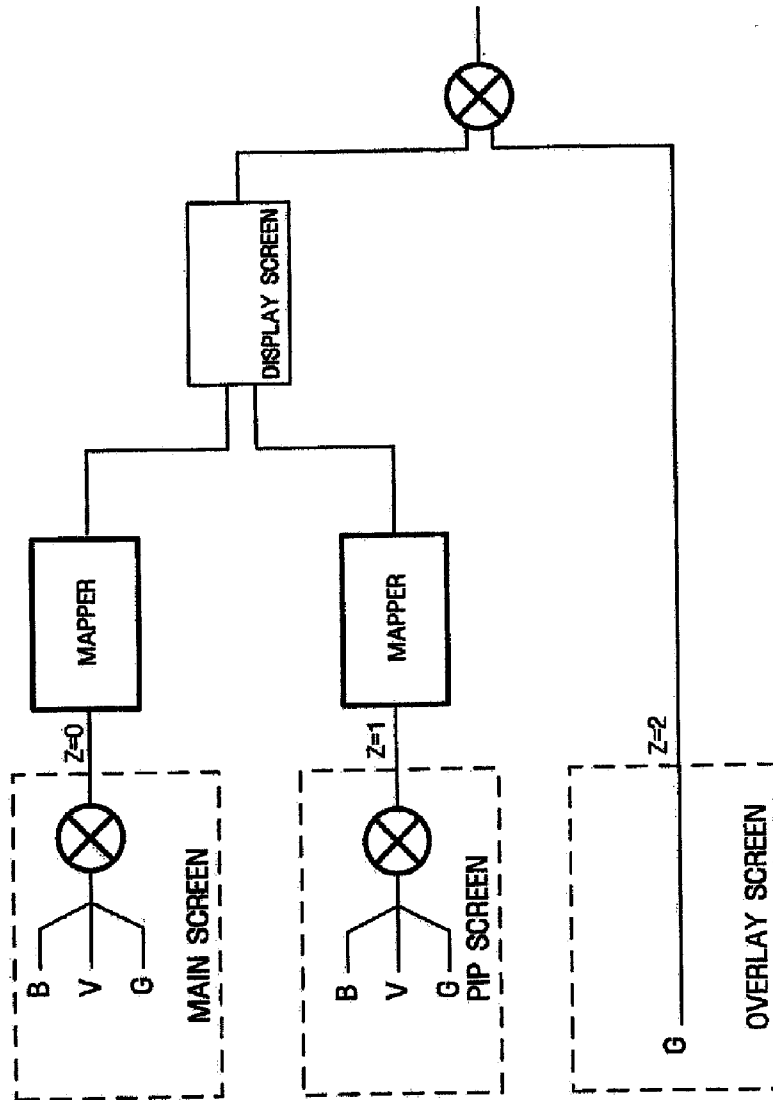 B
V
G
MAIN SCREEN
Z=0
MAPPER
B
V
G
PIP SCREEN
Z=1
MAPPER
DISPLAY SCREEN
G
OVERLAY SCREEN
Z=2